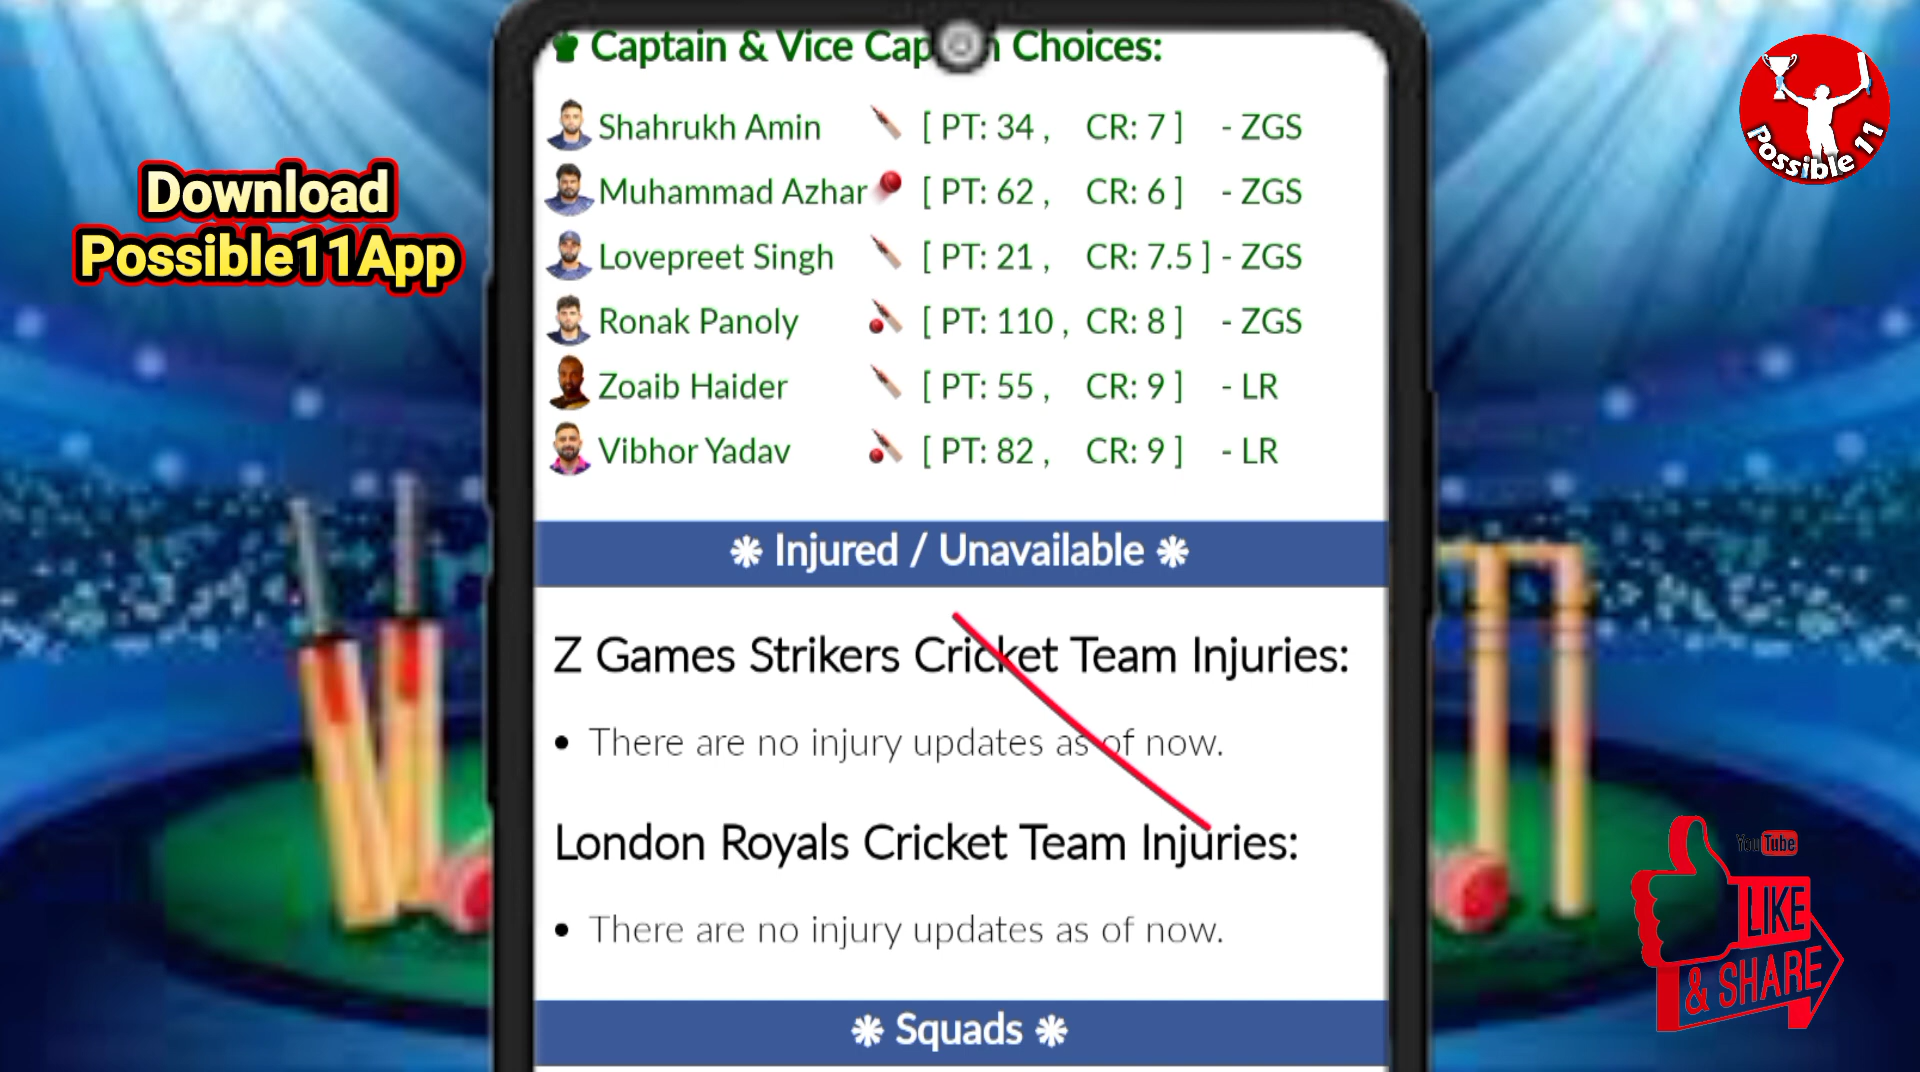 Captain & Vice Cap n Choices:
Shahrukh Amin [ PT: 34 , CR: 7 ] - ZGS
Muhammad Azhar [ PT: 62 , CR: 6 ] - ZGS
Lovepreet Singh [ PT: 21 , CR: 7.5 ] - ZGS
Ronak Panoly [ PT: 110 , CR: 8 ] - ZGS
Zoaib Haider [ PT: 55 , CR: 9 ] - LR
Vibhor Yadav [ PT: 82 , CR: 9 ] - LR
Injured / Unavailable
Z Games Strikers Cricket Team Injuries:
• There are no injury updates as of now.
London Royals Cricket Team Injuries:
• There are no injury updates as of now.
Squads
Download
Possible11App
Possible 11
YouTube
LIKE
& SHARE